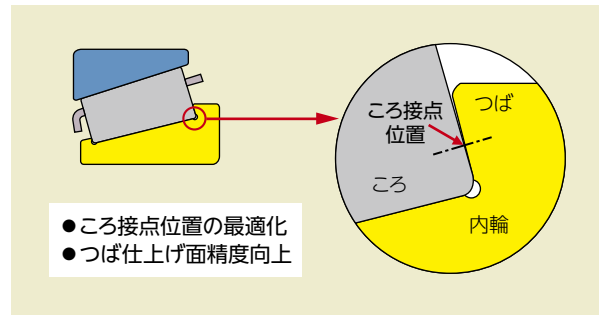 ころ接点
位置
つば
ころ
内輪
●ころ接点位置の最適化
●つば仕上げ面精度向上